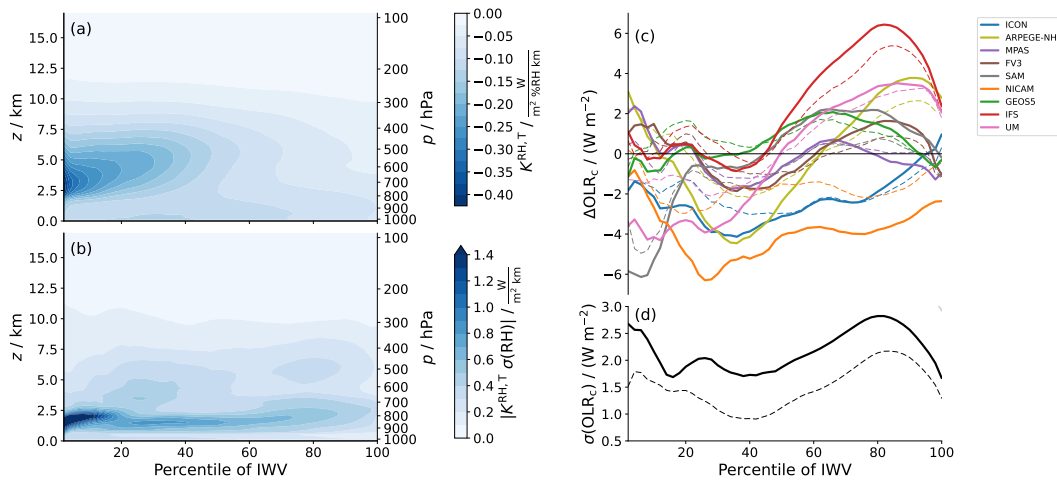 (a)
15.0
12.5
10.0
7.5
5.0
2.5
0.0
z / km
100
200
300
400
500
600
700
800
900
1000
p / hPa
0.00
−0.05
−0.10
−0.15
−0.20
−0.25
−0.30
−0.35
−0.40
K^RH, T / W / m² %RH km
(b)
15.0
12.5
10.0
7.5
5.0
2.5
0.0
z / km
20 40 60 80 100
Percentile of IWV
100
200
300
400
500
600
700
800
900
1000
p / hPa
1.4
1.2
1.0
0.8
0.6
0.4
0.2
0.0
|K^RH, T σ(RH)| / W / m² km
(c)
6
4
2
0
−2
−4
−6
ΔOLR_c / (W m⁻²)
ICON
ARPEGE-NH
MPAS
FV3
SAM
NICAM
GEOS5
IFS
UM
(d)
3.0
2.5
2.0
1.5
1.0
0.5
σ(OLR_c) / (W m⁻²)
20 40 60 80 100
Percentile of IWV